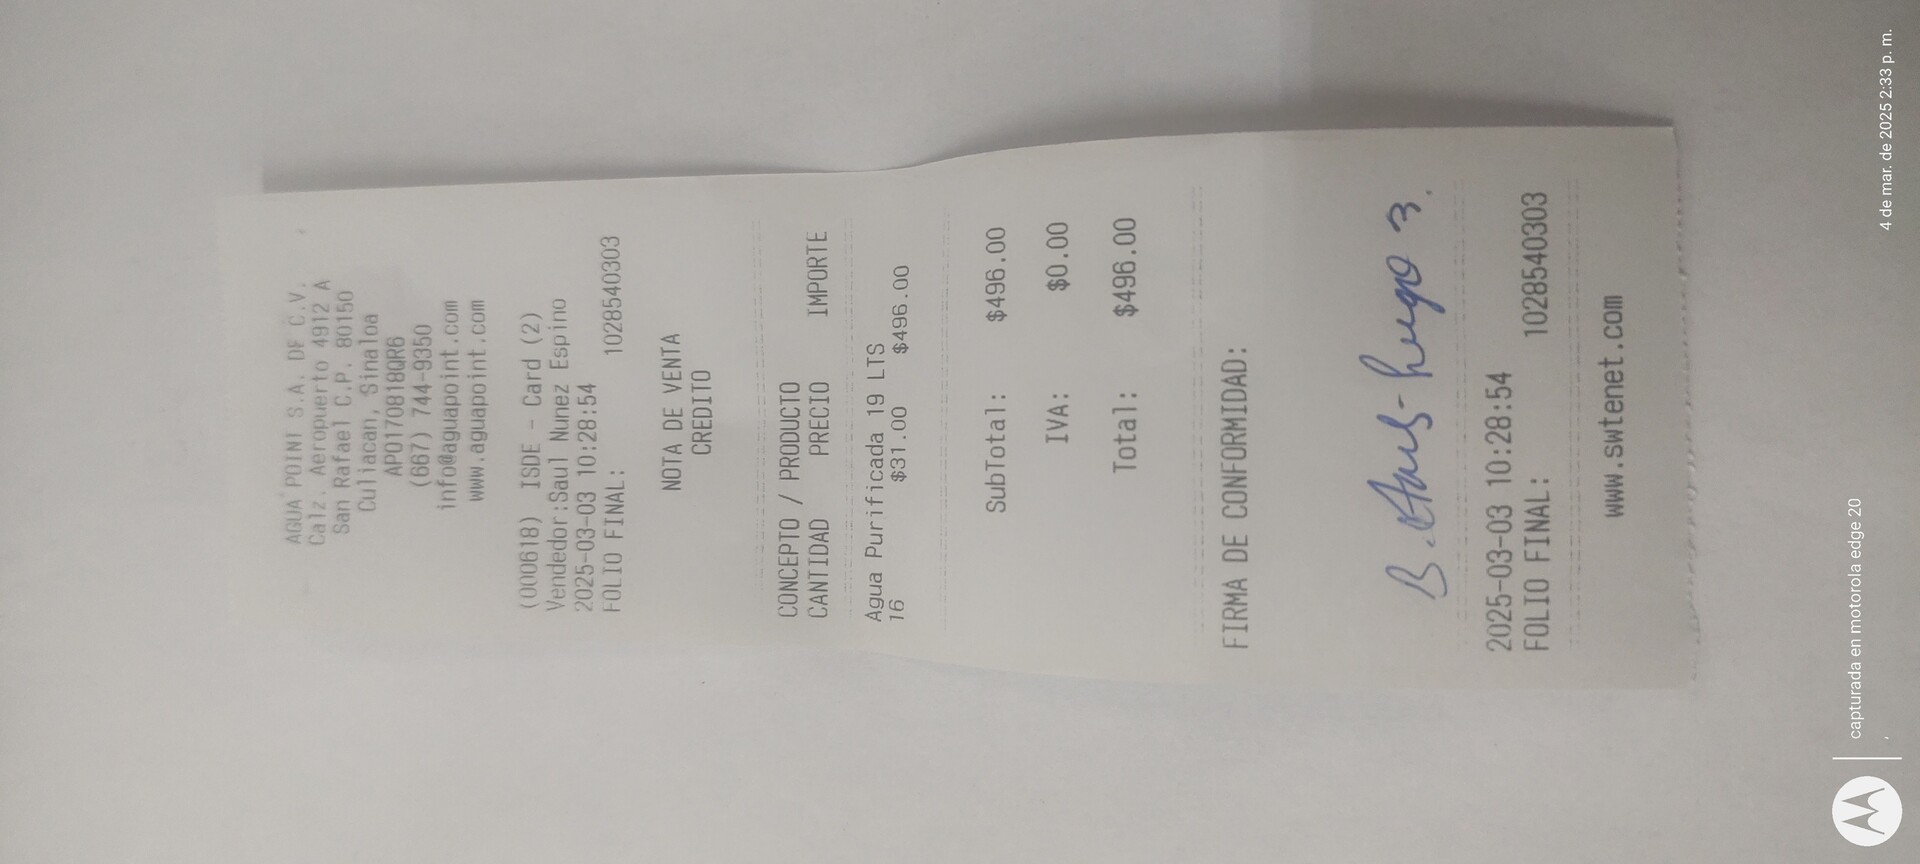 AGUA POINT S.A. DE C.V.
Calz. Aeropuerto 4912 A
San Rafael C.P. 80150
Culiacan, Sinaloa
APO170818QR6
(667) 744-9350
info@aguapoint.com
www.aguapoint.com
(000618) ISDE - Card (2)
Vendedor:Saul Nunez Espino
2025-03-03 10:28:54
FOLIO FINAL: 1028540303
NOTA DE VENTA
CREDITO
CONCEPTO / PRODUCTO
CANTIDAD PRECIO IMPORTE
Agua Purificada 19 LTS
16 $31.00 $496.00
SubTotal: $496.00
IVA: $0.00
Total: $496.00
FIRMA DE CONFORMIDAD:
2025-03-03 10:28:54
FOLIO FINAL: 1028540303
www.swtenet.com
capturada en motorola edge 20
4 de mar. de 2025 2:33 p. m.